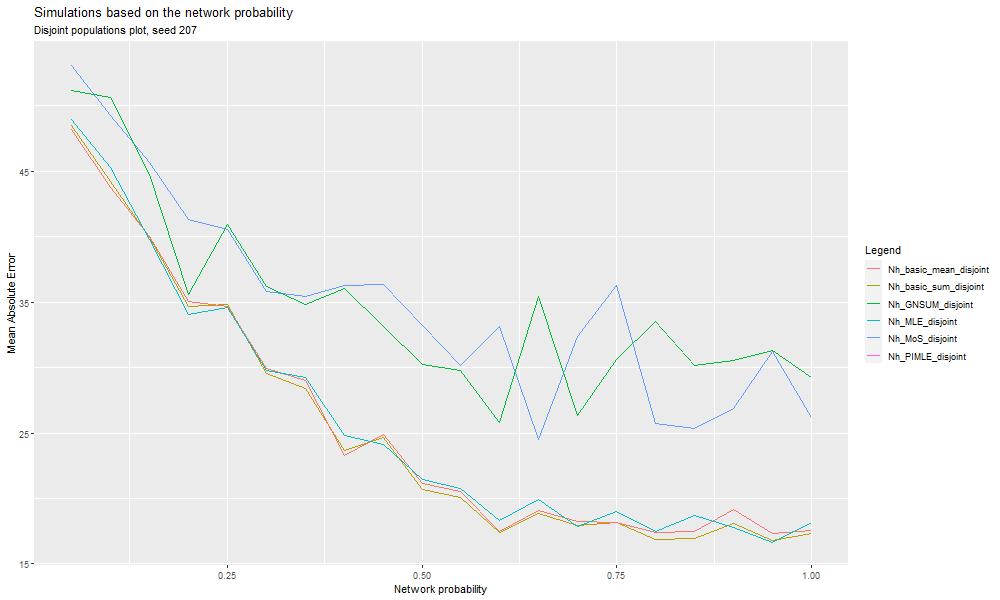 Simulations based on the network probability
Disjoint populations plot, seed 207
Mean Absolute Error
45
35
25
15
0.25
0.50
0.75
1.00
Network probability
Legend
Nh_basic_mean_disjoint
Nh_basic_sum_disjoint
Nh_GNSUM_disjoint
Nh_MLE_disjoint
Nh_MoS_disjoint
Nh_PIMLE_disjoint